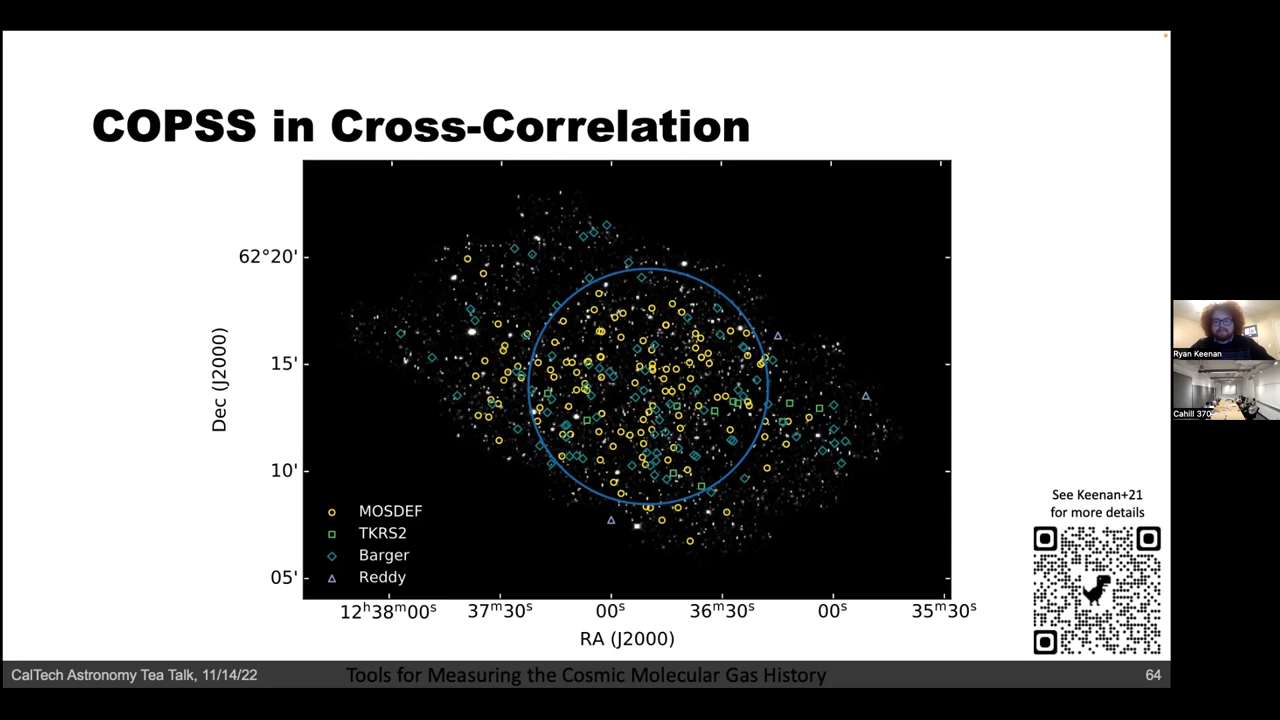 COPSS in Cross-Correlation
62°20'
15'
10'
05'
Dec (J2000)
MOSDEF
TKRS2
Barger
Reddy
12ʰ38ᵐ00ˢ
37ᵐ30ˢ
00ˢ
36ᵐ30ˢ
00ˢ
35ᵐ30ˢ
RA (J2000)
See Keenan+21
for more details
CalTech Astronomy Tea Talk, 11/14/22
Tools for Measuring the Cosmic Molecular Gas History
64
Ryan Keenan
Cahill 370